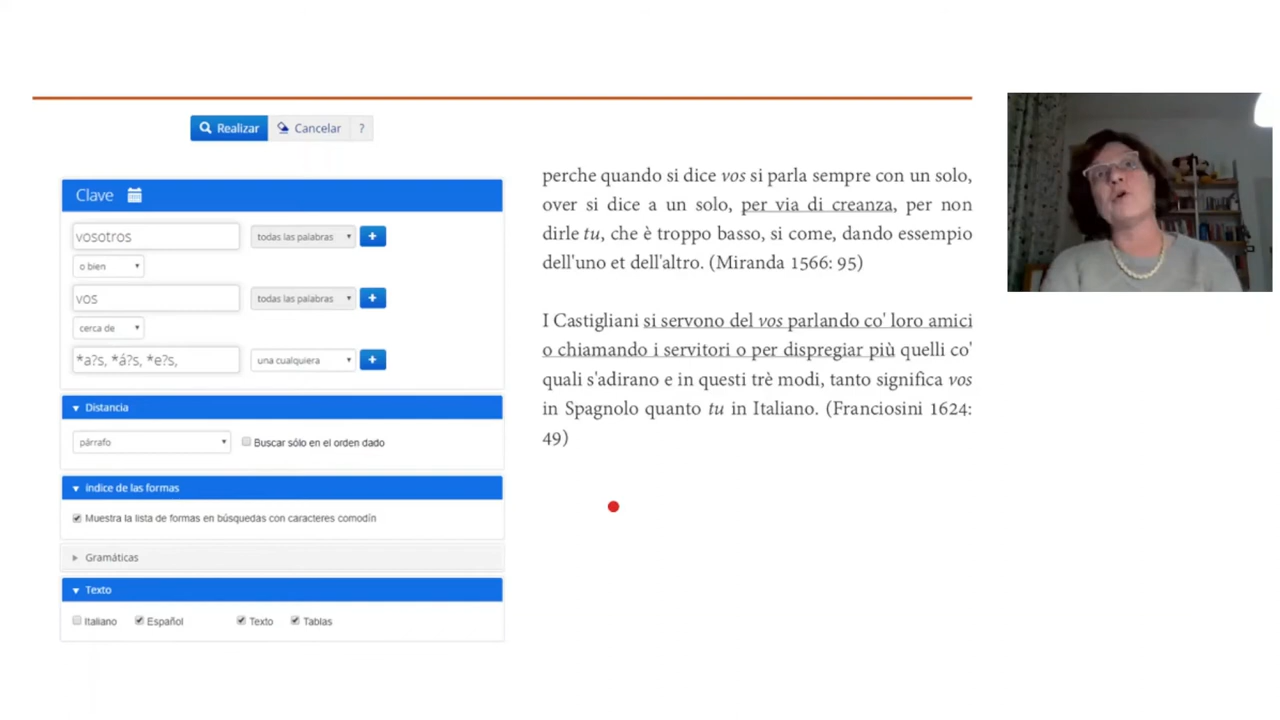 Realizar Cancelar ?
Clave
vosotros todas las palabras +
o bien
vos todas las palabras +
cerca de
*a?s, *á?s, *e?s, una cualquiera +
Distancia
párrafo Buscar sólo en el orden dado
índice de las formas
Muestra la lista de formas en búsquedas con caracteres comodín
Gramáticas
Texto
Italiano Español Texto Tablas
perche quando si dice vos si parla sempre con un solo,
over si dice a un solo, per via di creanza, per non
dirle tu, che è troppo basso, si come, dando essempio
dell'uno et dell'altro. (Miranda 1566: 95)
I Castigliani si servono del vos parlando co' loro amici
o chiamando i servitori o per dispregiar più quelli co'
quali s'adirano e in questi trè modi, tanto significa vos
in Spagnolo quanto tu in Italiano. (Franciosini 1624:
49)